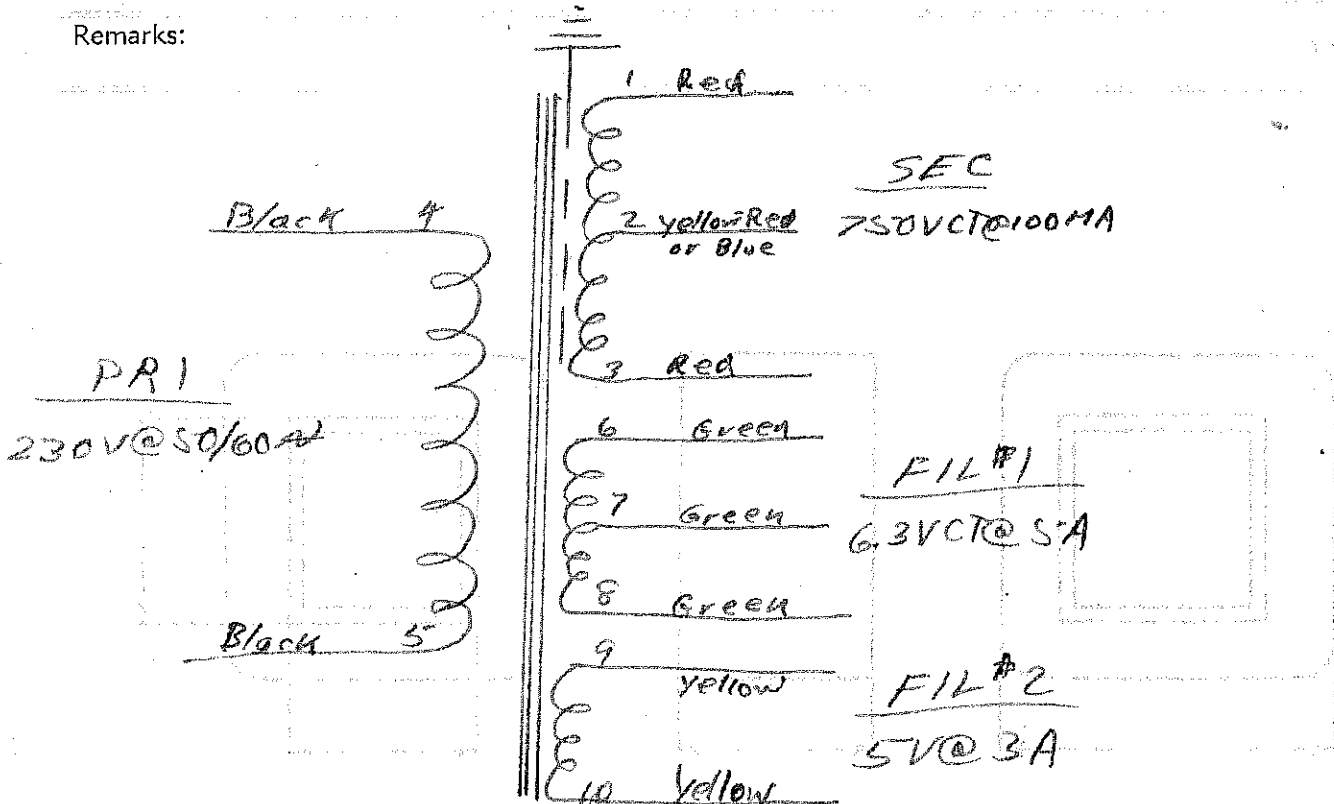 Remarks:
1 Red
SEC
Black 4
2 yellow-Red 750VCT@100MA
or Blue
3 Red
PRI
230V@50/60~
6 Green
FIL #1
7 Green
6.3VCT@5A
8 Green
Black 5
9
yellow
FIL #2
5V@3A
10 yellow